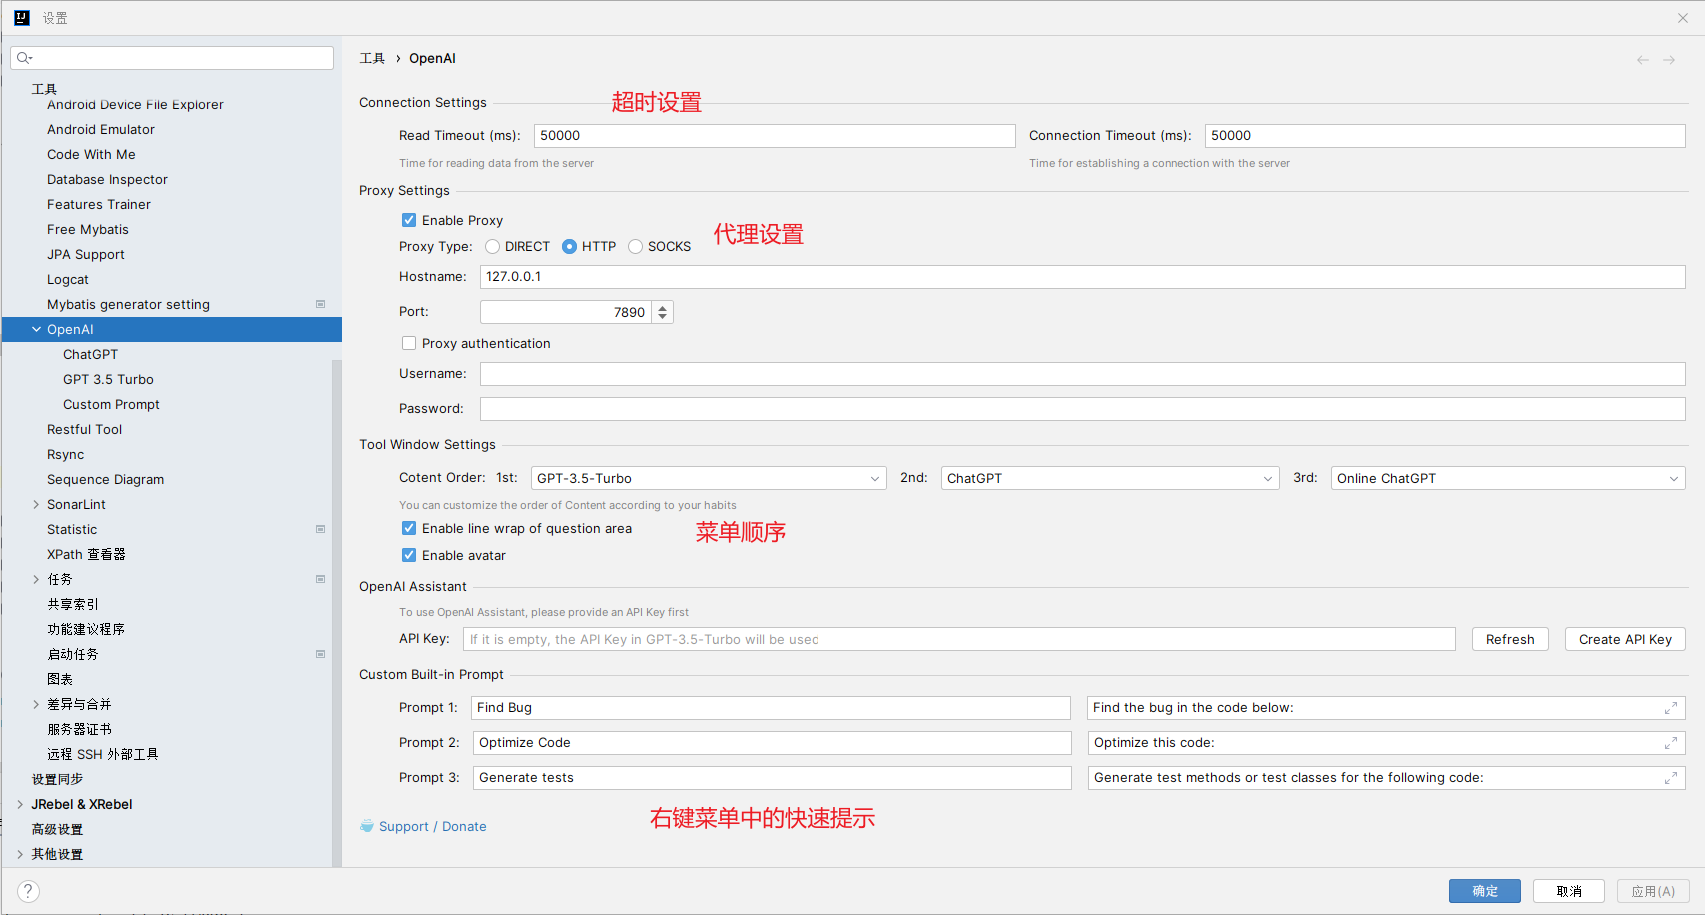 设置
工具
Android Device File Explorer
Android Emulator
Code With Me
Database Inspector
Features Trainer
Free Mybatis
JPA Support
Logcat
Mybatis generator setting
OpenAI
ChatGPT
GPT 3.5 Turbo
Custom Prompt
Restful Tool
Rsync
Sequence Diagram
SonarLint
Statistic
XPath 查看器
任务
共享索引
功能建议程序
启动任务
图表
差异与合并
服务器证书
远程 SSH 外部工具
设置同步
JRebel & XRebel
高级设置
其他设置
工具 › OpenAI
Connection Settings 超时设置
Read Timeout (ms): 50000 Connection Timeout (ms): 50000
Time for reading data from the server Time for establishing a connection with the server
Proxy Settings
Enable Proxy
代理设置
Proxy Type: DIRECT HTTP SOCKS
Hostname: 127.0.0.1
Port: 7890
Proxy authentication
Username:
Password:
Tool Window Settings
Cotent Order: 1st: GPT-3.5-Turbo 2nd: ChatGPT 3rd: Online ChatGPT
You can customize the order of Content according to your habits
Enable line wrap of question area 菜单顺序
Enable avatar
OpenAI Assistant
To use OpenAI Assistant, please provide an API Key first
API Key: If it is empty, the API Key in GPT-3.5-Turbo will be used Refresh Create API Key
Custom Built-in Prompt
Prompt 1: Find Bug Find the bug in the code below:
Prompt 2: Optimize Code Optimize this code:
Prompt 3: Generate tests Generate test methods or test classes for the following code:
右键菜单中的快速提示
Support / Donate
? 确定 取消 应用(A)